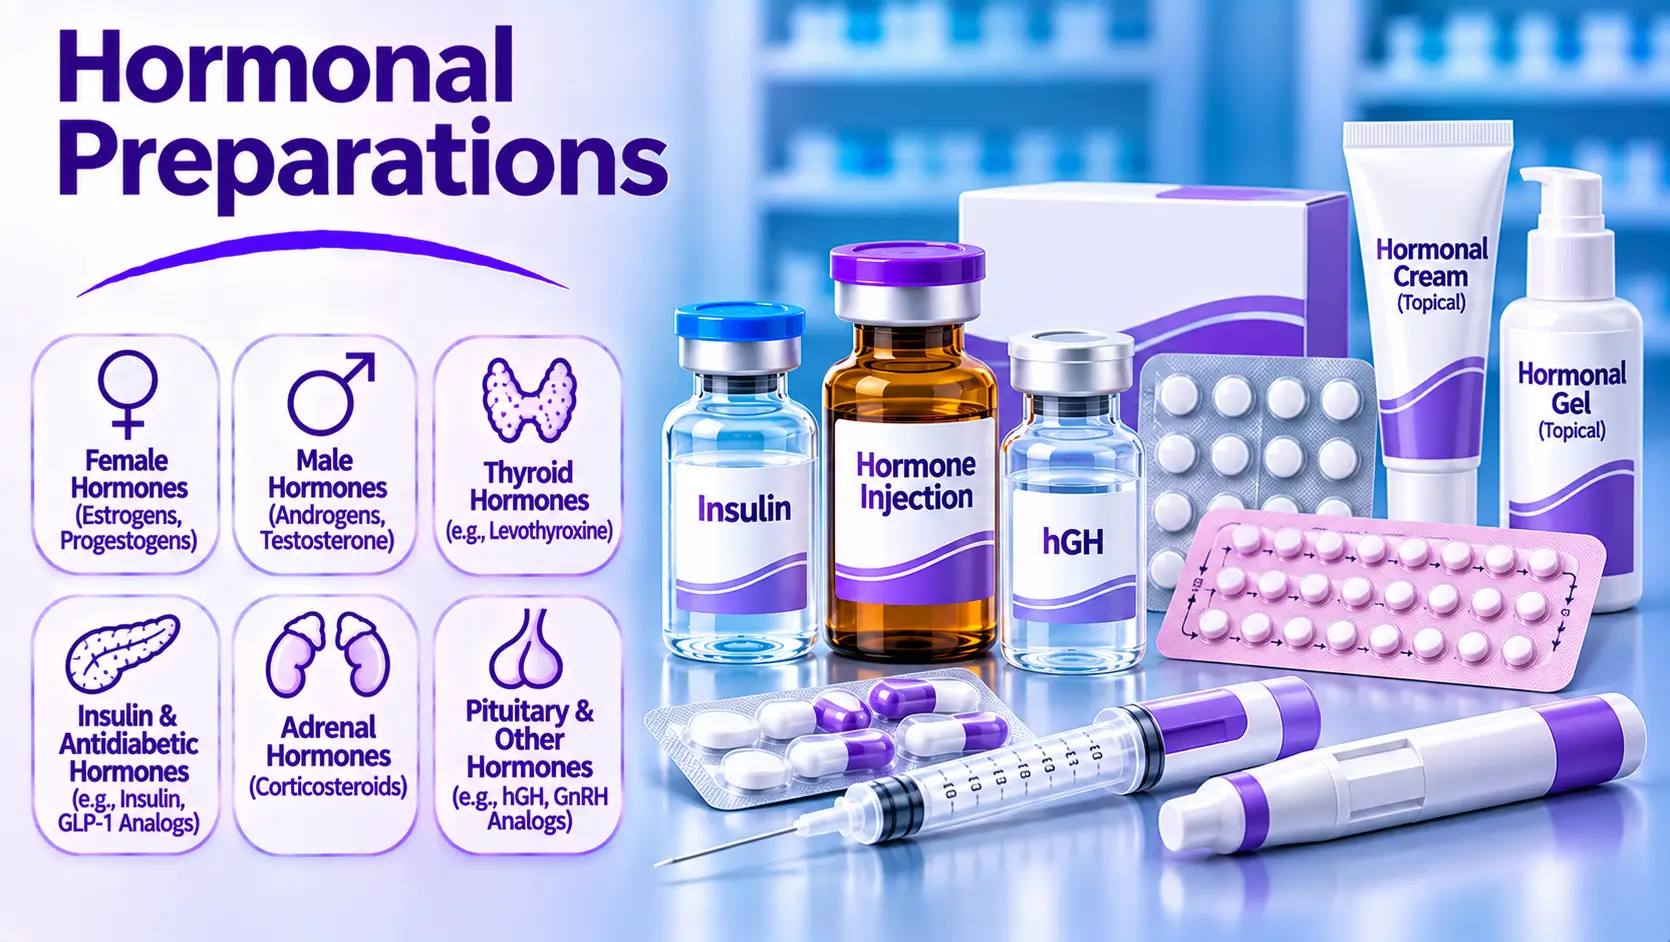 Hormonal
Preparations
Female
Hormones
(Estrogens,
Progestogens)
Male
Hormones
(Androgens,
Testosterone)
Thyroid
Hormones
(e.g., Levothyroxine)
Insulin &
Antidiabetic
Hormones
(e.g., Insulin,
GLP-1 Analogs)
Adrenal
Hormones
(Corticosteroids)
Pituitary &
Other
Hormones
(e.g., hGH, GnRH
Analogs)
Insulin
Hormone
Injection
hGH
Hormonal
Cream
(Topical)
Hormonal
Gel
(Topical)